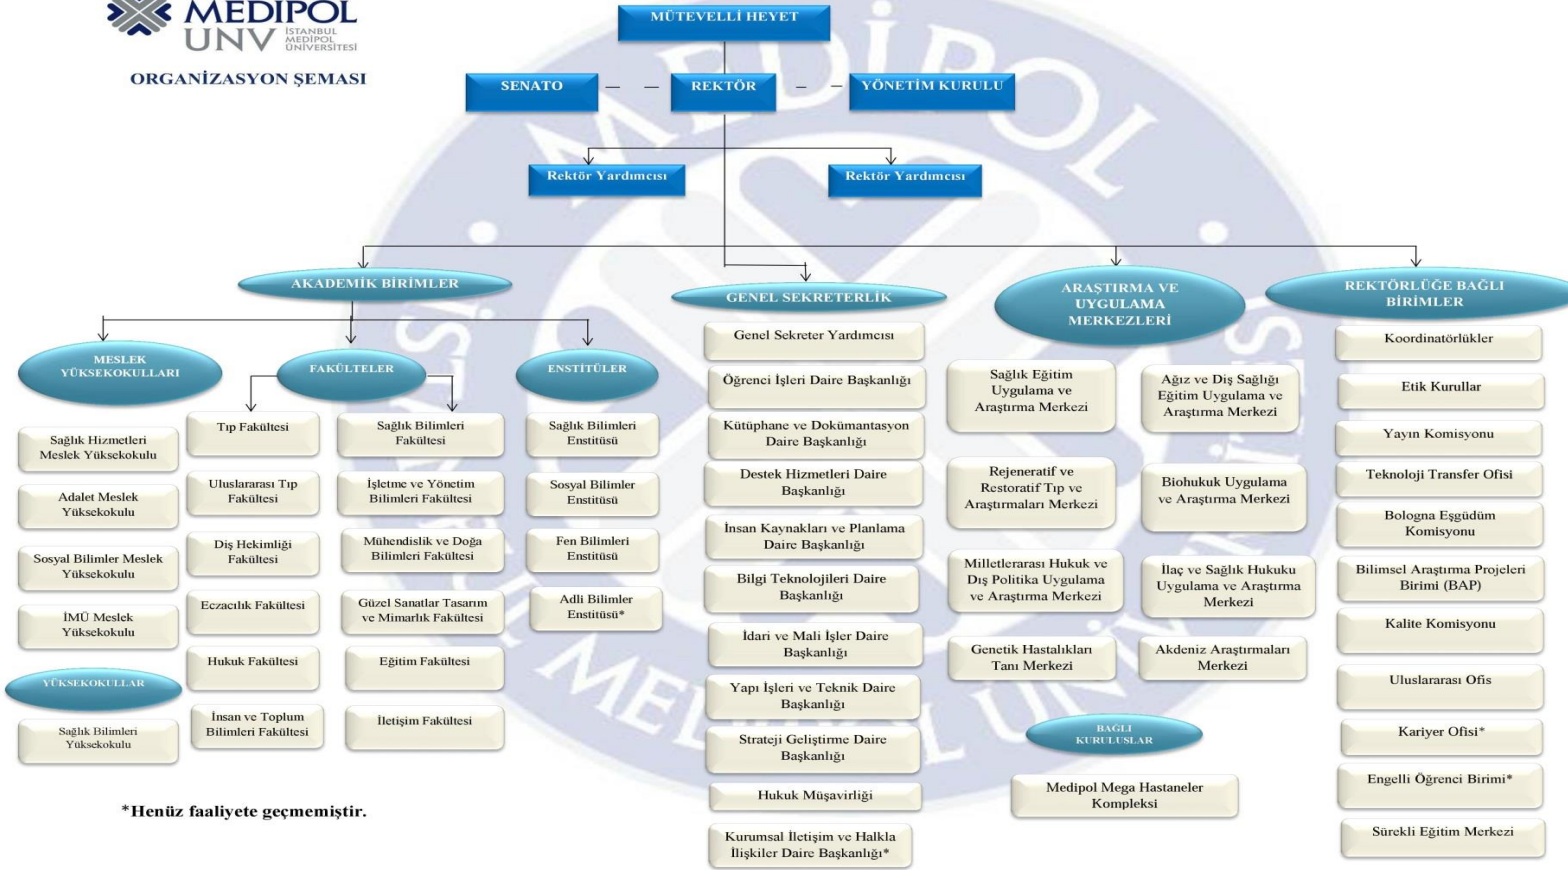 MEDIPOL
UNV
İSTANBUL
MEDİPOL
ÜNİVERSİTESİ
ORGANİZASYON ŞEMASI
MÜTEVELLİ HEYET
SENATO
REKTÖR
YÖNETİM KURULU
Rektör Yardımcısı
Rektör Yardımcısı
AKADEMİK BİRİMLER
MESLEK
YÜKSEKOKULLARI
Sağlık Hizmetleri
Meslek Yüksekokulu
Adalet Meslek
Yüksekokulu
Sosyal Bilimler Meslek
Yüksekokulu
İMÜ Meslek
Yüksekokulu
YÜKSEKOKULLAR
Sağlık Bilimleri
Yüksekokulu
FAKÜLTELER
Tıp Fakültesi
Uluslararası Tıp
Fakültesi
Diş Hekimliği
Fakültesi
Eczacılık Fakültesi
Hukuk Fakültesi
İnsan ve Toplum
Bilimleri Fakültesi
Sağlık Bilimleri
Fakültesi
İşletme ve Yönetim
Bilimleri Fakültesi
Mühendislik ve Doğa
Bilimleri Fakültesi
Güzel Sanatlar Tasarım
ve Mimarlık Fakültesi
Eğitim Fakültesi
İletişim Fakültesi
ENSTİTÜLER
Sağlık Bilimleri
Enstitüsü
Sosyal Bilimler
Enstitüsü
Fen Bilimleri
Enstitüsü
Adli Bilimler
Enstitüsü*
GENEL SEKRETERLİK
Genel Sekreter Yardımcısı
Öğrenci İşleri Daire Başkanlığı
Kütüphane ve Dokümantasyon
Daire Başkanlığı
Destek Hizmetleri Daire
Başkanlığı
İnsan Kaynakları ve Planlama
Daire Başkanlığı
Bilgi Teknolojileri Daire
Başkanlığı
İdari ve Mali İşler Daire
Başkanlığı
Yapı İşleri ve Teknik Daire
Başkanlığı
Strateji Geliştirme Daire
Başkanlığı
Hukuk Müşavirliği
Kurumsal İletişim ve Halkla
İlişkiler Daire Başkanlığı*
ARAŞTIRMA VE
UYGULAMA
MERKEZLERİ
Sağlık Eğitim
Uygulama ve
Araştırma Merkezi
Ağız ve Diş Sağlığı
Eğitim Uygulama ve
Araştırma Merkezi
Rejeneratif ve
Restoratif Tıp ve
Araştırmaları Merkezi
Biohukuk Uygulama
ve Araştırma Merkezi
Milletlerarası Hukuk ve
Dış Politika Uygulama
ve Araştırma Merkezi
İlaç ve Sağlık Hukuku
Uygulama ve Araştırma
Merkezi
Genetik Hastalıkları
Tanı Merkezi
Akdeniz Araştırmaları
Merkezi
BAĞLI
KURULUŞLAR
Medipol Mega Hastaneler
Kompleksi
REKTÖRLÜĞE BAĞLI
BİRİMLER
Koordinatörlükler
Etik Kurullar
Yayın Komisyonu
Teknoloji Transfer Ofisi
Bologna Eşgüdüm
Komisyonu
Bilimsel Araştırma Projeleri
Birimi (BAP)
Kalite Komisyonu
Uluslararası Ofis
Kariyer Ofisi*
Engelli Öğrenci Birimi*
Sürekli Eğitim Merkezi
*Henüz faaliyete geçmemiştir.